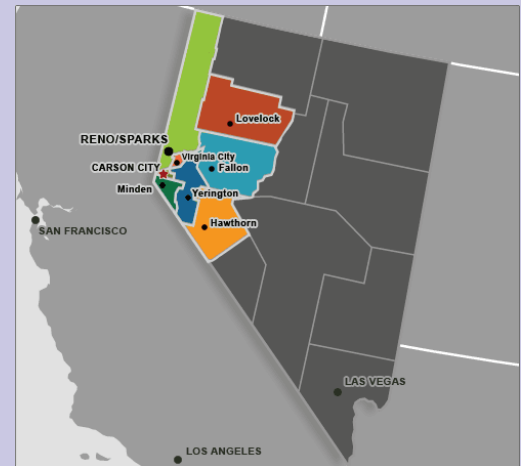 Lovelock
RENO/SPARKS
Virginia City
CARSON CITY
Fallon
Minden
Yerington
Hawthorn
SAN FRANCISCO
LAS VEGAS
LOS ANGELES